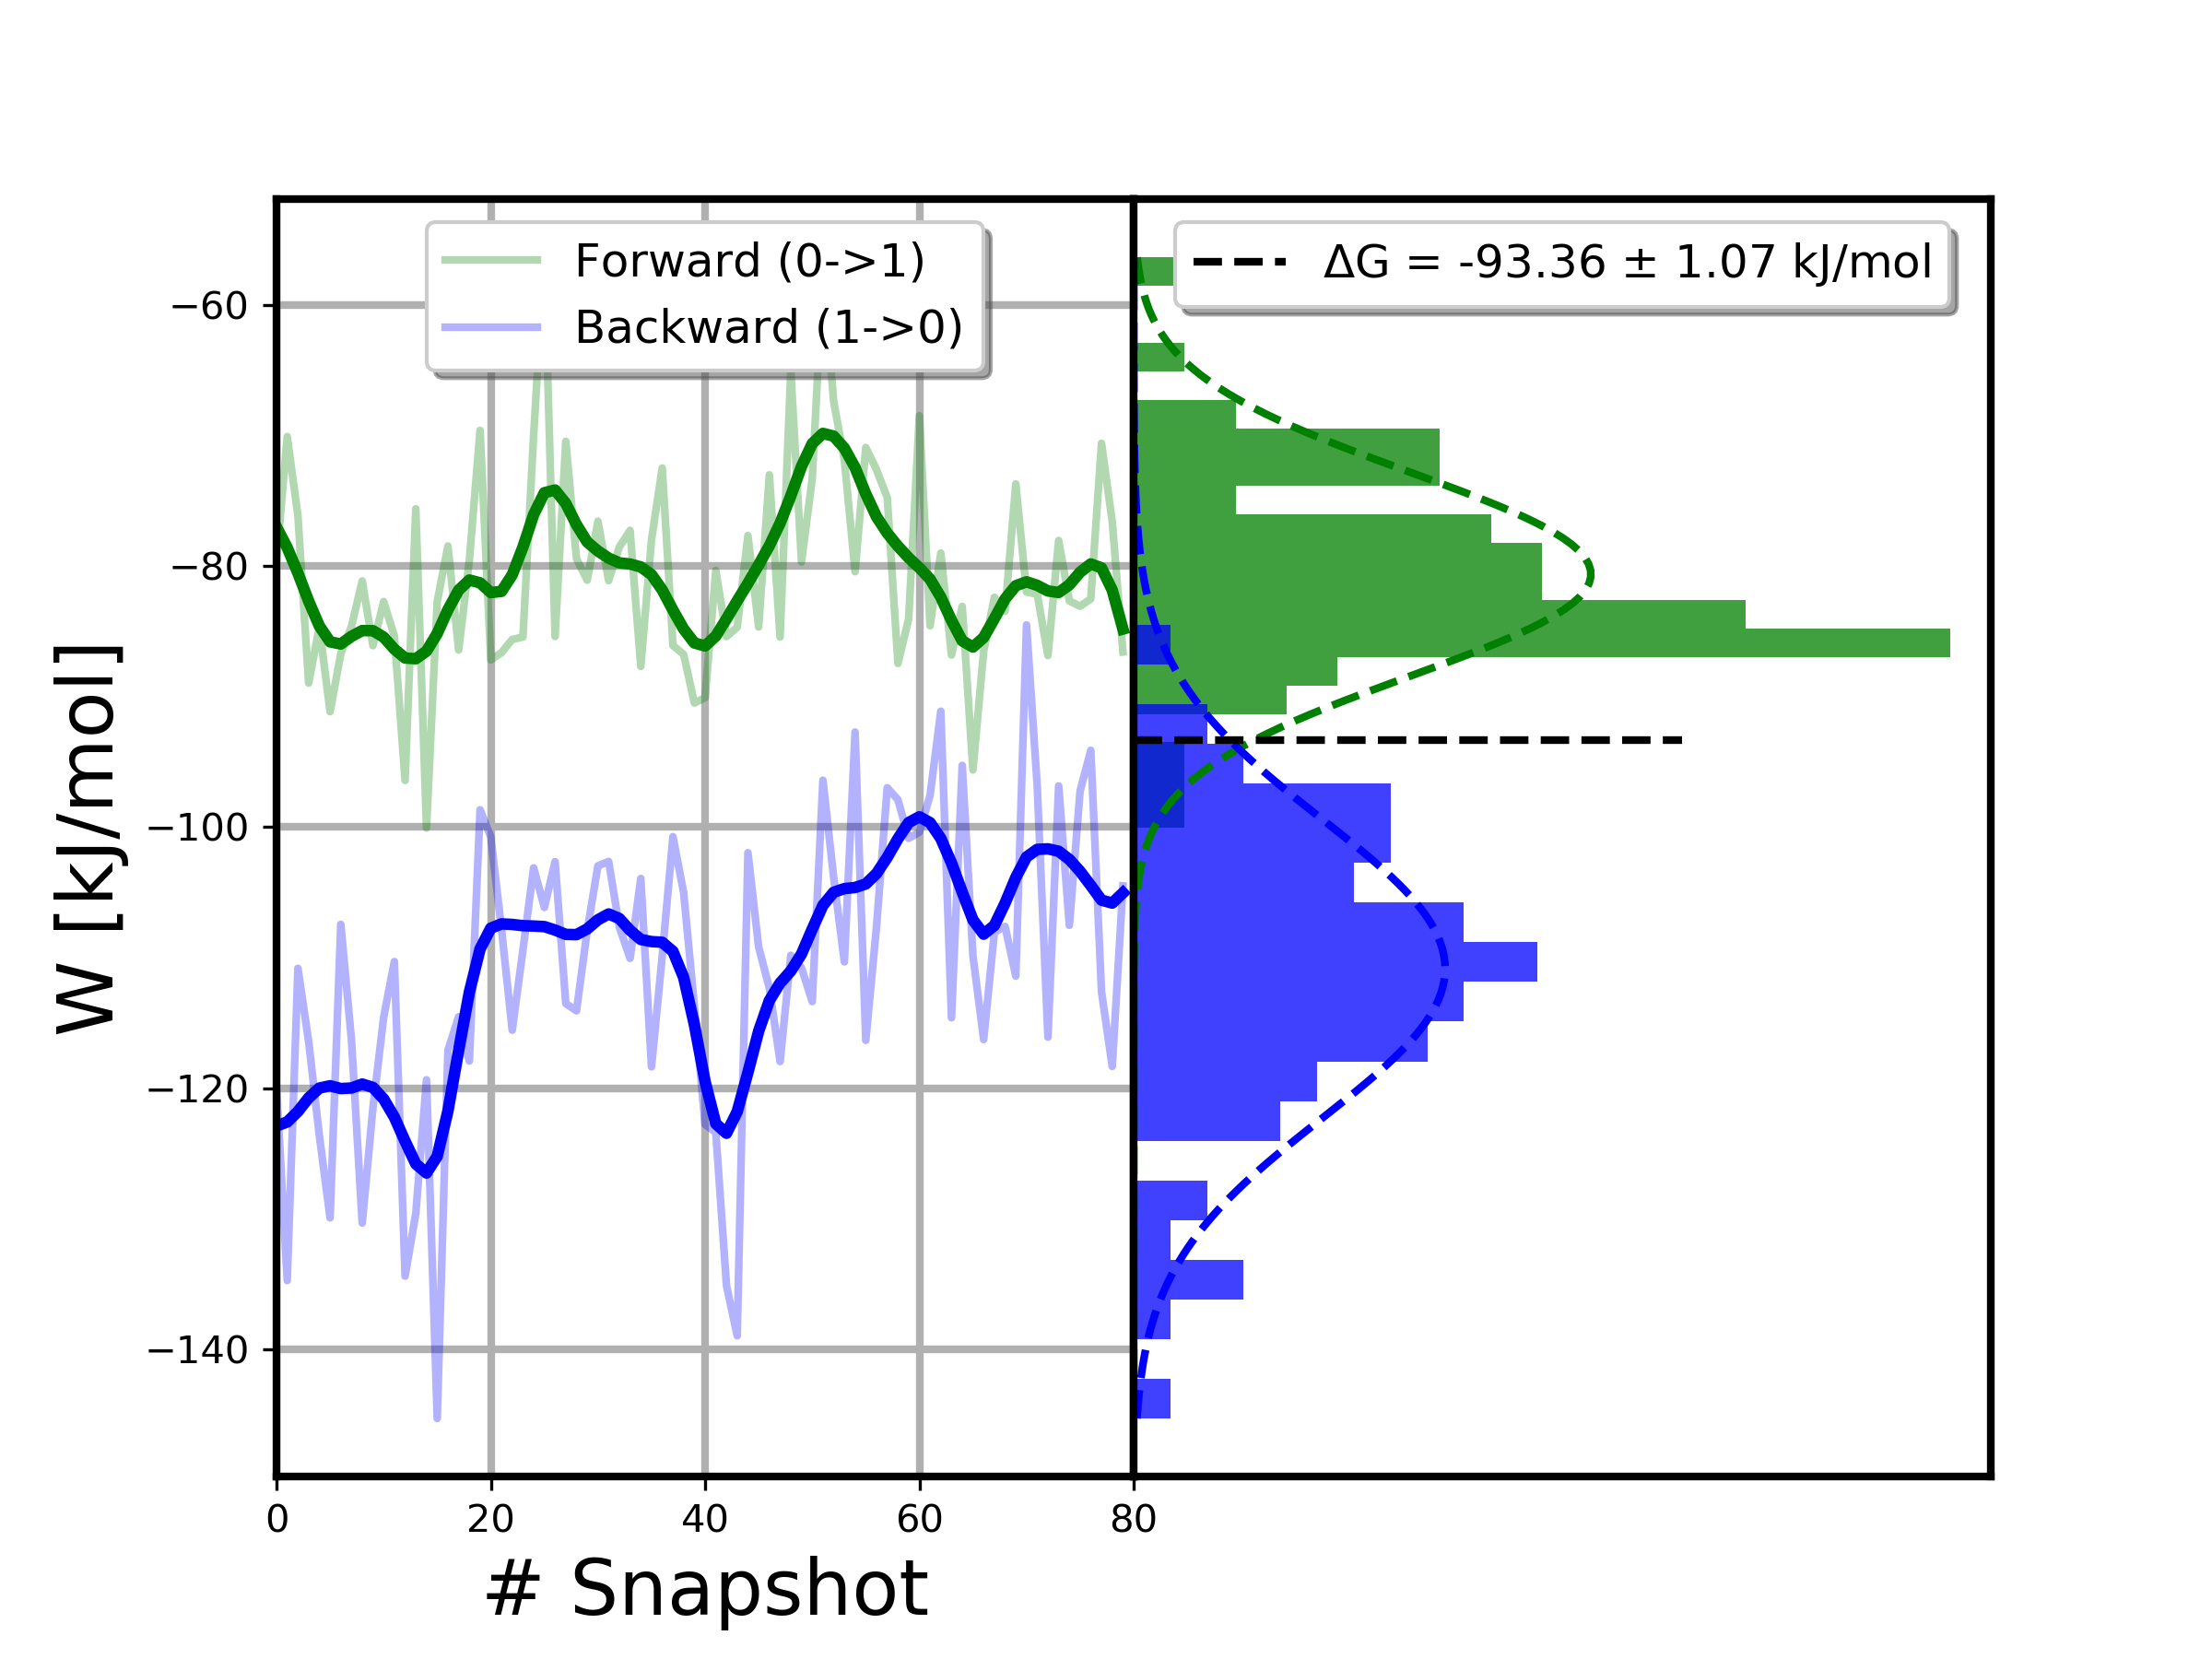 Forward (0->1)
Backward (1->0)
ΔG = -93.36 ± 1.07 kJ/mol
−60
−80
−100
−120
−140
W [kJ/mol]
0 20 40 60 80
# Snapshot